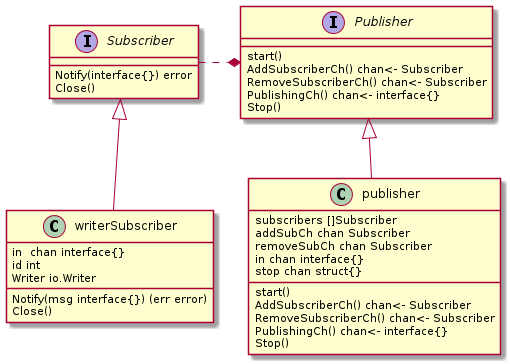 I Subscriber
Notify(interface{}) error
Close()
I Publisher
start()
AddSubscriberCh() chan<- Subscriber
RemoveSubscriberCh() chan<- Subscriber
PublishingCh() chan<- interface{}
Stop()
C writerSubscriber
in  chan interface{}
id int
Writer io.Writer
Notify(msg interface{}) (err error)
Close()
C publisher
subscribers []Subscriber
addSubCh chan Subscriber
removeSubCh chan Subscriber
in chan interface{}
stop chan struct{}
start()
AddSubscriberCh() chan<- Subscriber
RemoveSubscriberCh() chan<- Subscriber
PublishingCh() chan<- interface{}
Stop()